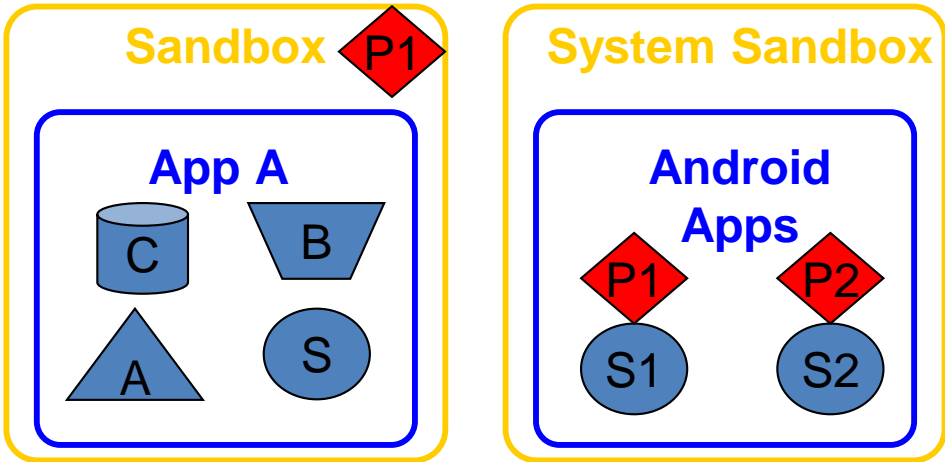 Sandbox P1
App A
C B
A S
System Sandbox
Android
Apps
P1 P2
S1 S2